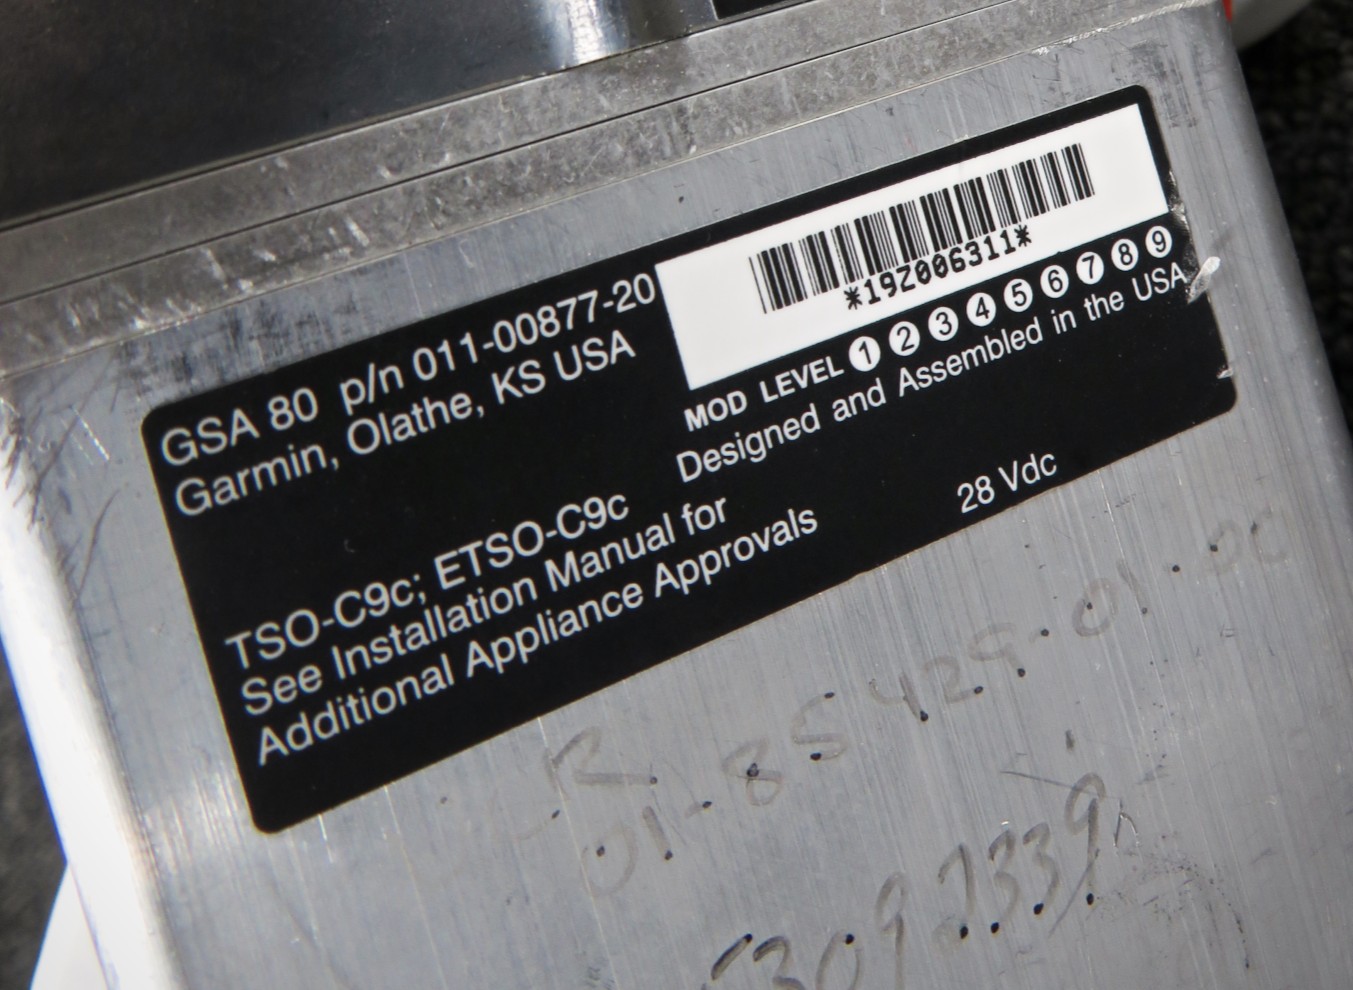 GSA 80 p/n 011-00877-20
Garmin, Olathe, KS USA
*19Z006311*
MOD LEVEL 1 2 3 4 5 6 7 8 9
Designed and Assembled in the USA
TSO-C9c; ETSO-C9c
See Installation Manual for
Additional Appliance Approvals
28 Vdc